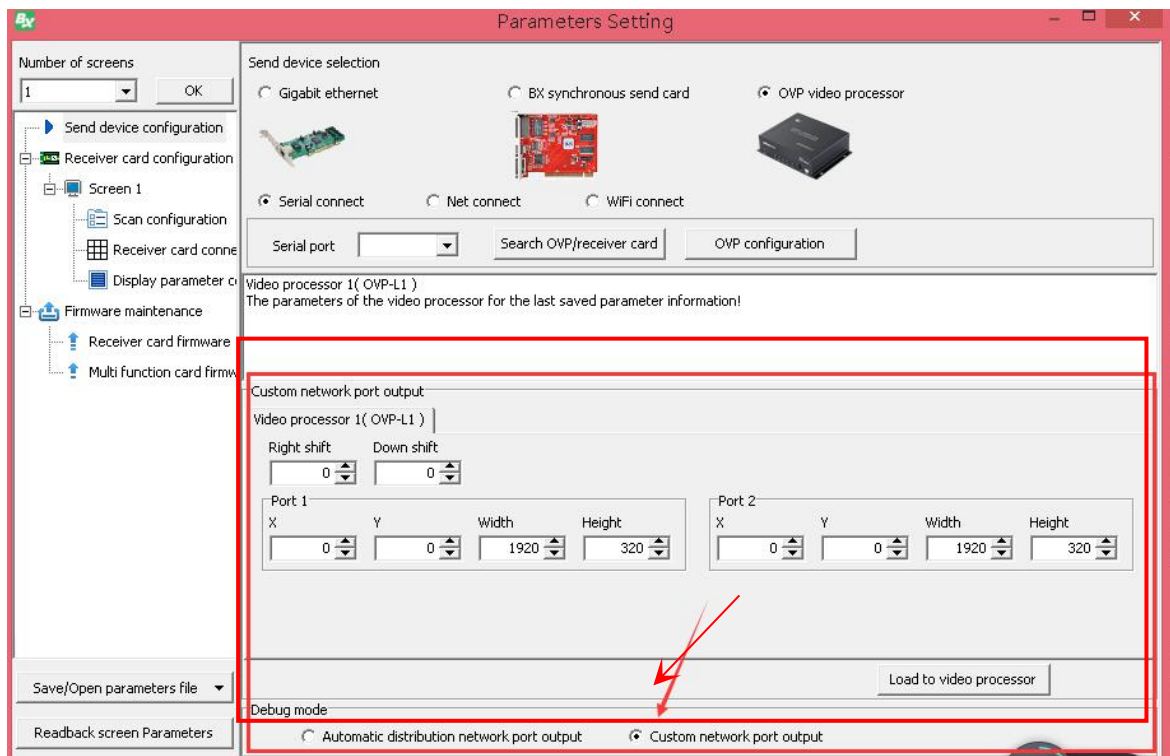 BX
Parameters Setting
Number of screens
1
OK
Send device configuration
Receiver card configuration
Screen 1
Scan configuration
Receiver card conne
Display parameter c
Firmware maintenance
Receiver card firmware
Multi function card firmw
Save/Open parameters file
Readback screen Parameters
Send device selection
Gigabit ethernet BX synchronous send card OVP video processor
Serial connect Net connect WiFi connect
Serial port Search OVP/receiver card OVP configuration
Video processor 1( OVP-L1 )
The parameters of the video processor for the last saved parameter information!
Custom network port output
Video processor 1( OVP-L1 )
Right shift Down shift
0 0
Port 1
X Y Width Height
0 0 1920 320
Port 2
X Y Width Height
0 0 1920 320
Load to video processor
Debug mode
Automatic distribution network port output Custom network port output